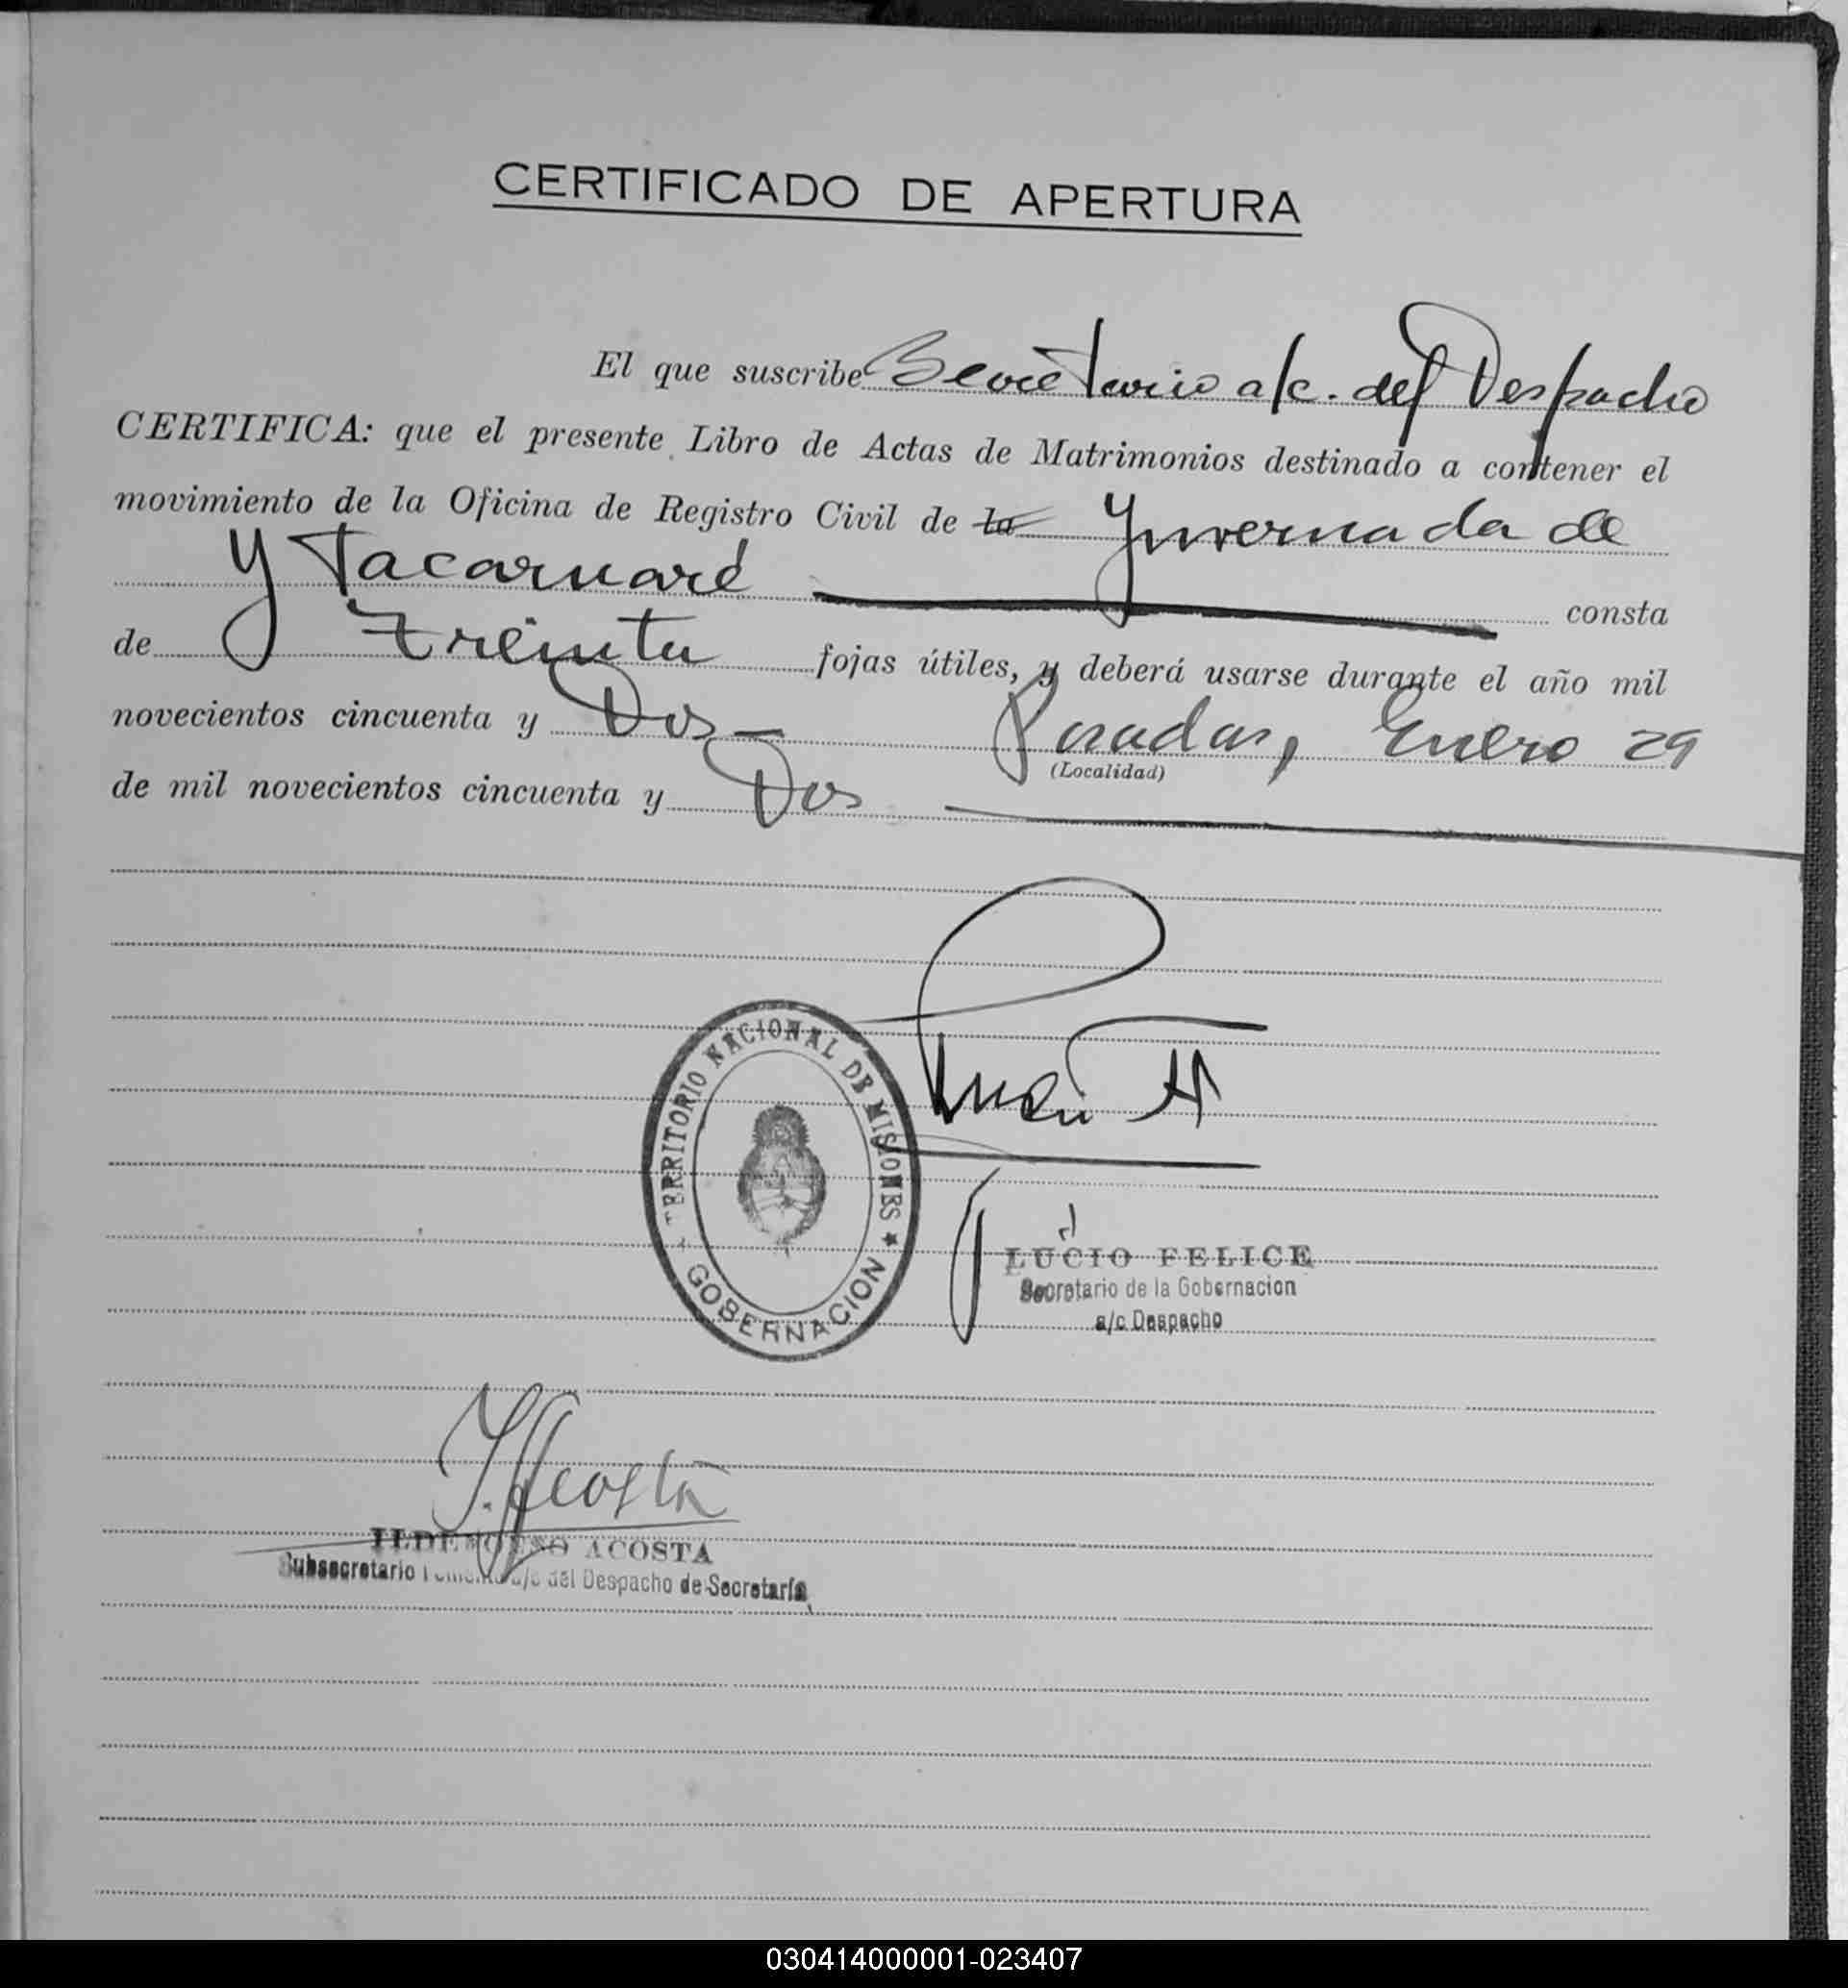 CERTIFICADO DE APERTURA
El que suscribe Secretario a/c. del Despacho
CERTIFICA: que el presente Libro de Actas de Matrimonios destinado a contener el
movimiento de la Oficina de Registro Civil de la Ynvernada de
Ytacaruaré consta
de Treinta fojas útiles, y deberá usarse durante el año mil
novecientos cincuenta y Dos Posadas, Enero 29
(Localidad)
de mil novecientos cincuenta y Dos
TERRITORIO NACIONAL DE MISIONES ★
GOBERNACION
LUCIO FELICE
Secretario de la Gobernacion
a/c Despacho
J. Acosta
ACOSTA
Subsecretario a/c del Despacho de Secretaría
030414000001-023407